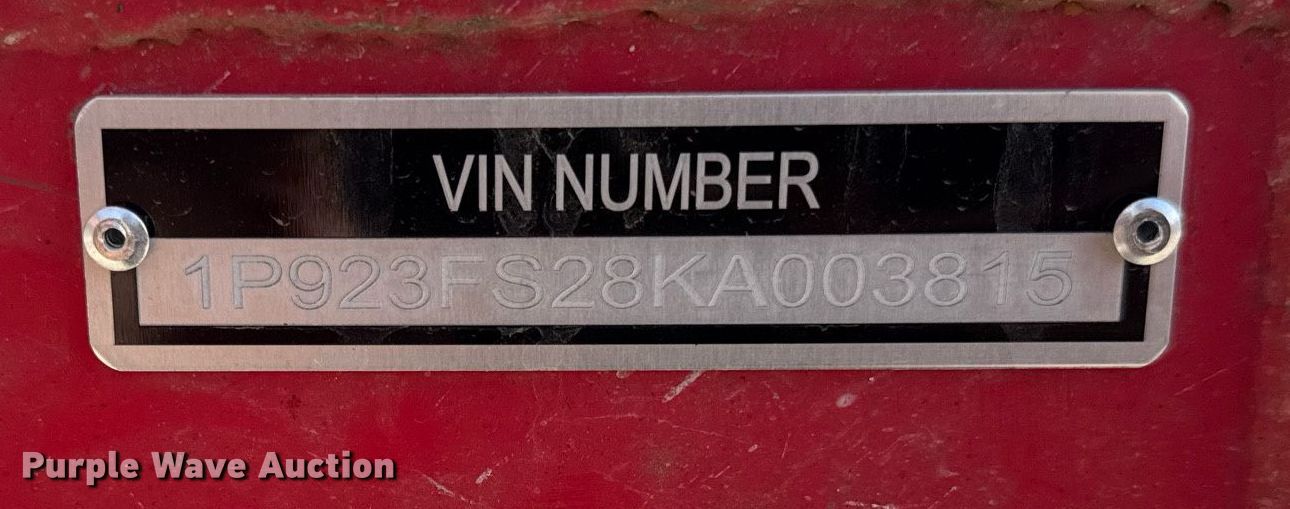 VIN NUMBER
1P923FS28KA003815
Purple Wave Auction